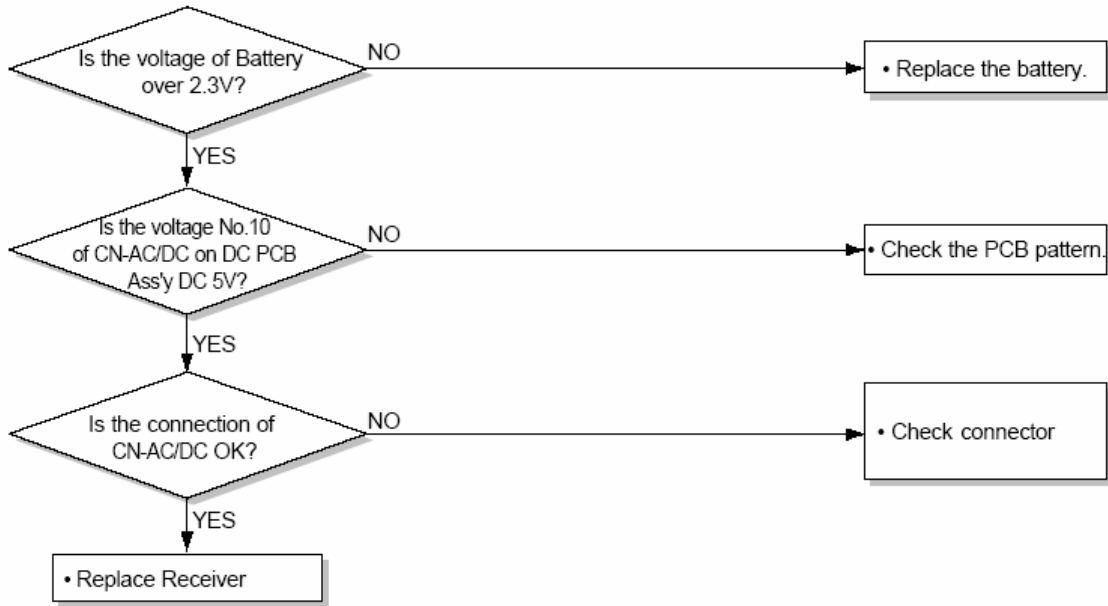 Is the voltage of Battery
over 2.3V?
NO
• Replace the battery.
YES
Is the voltage No.10
of CN-AC/DC on DC PCB
Ass'y DC 5V?
NO
• Check the PCB pattern.
YES
Is the connection of
CN-AC/DC OK?
NO
• Check connector
YES
• Replace Receiver